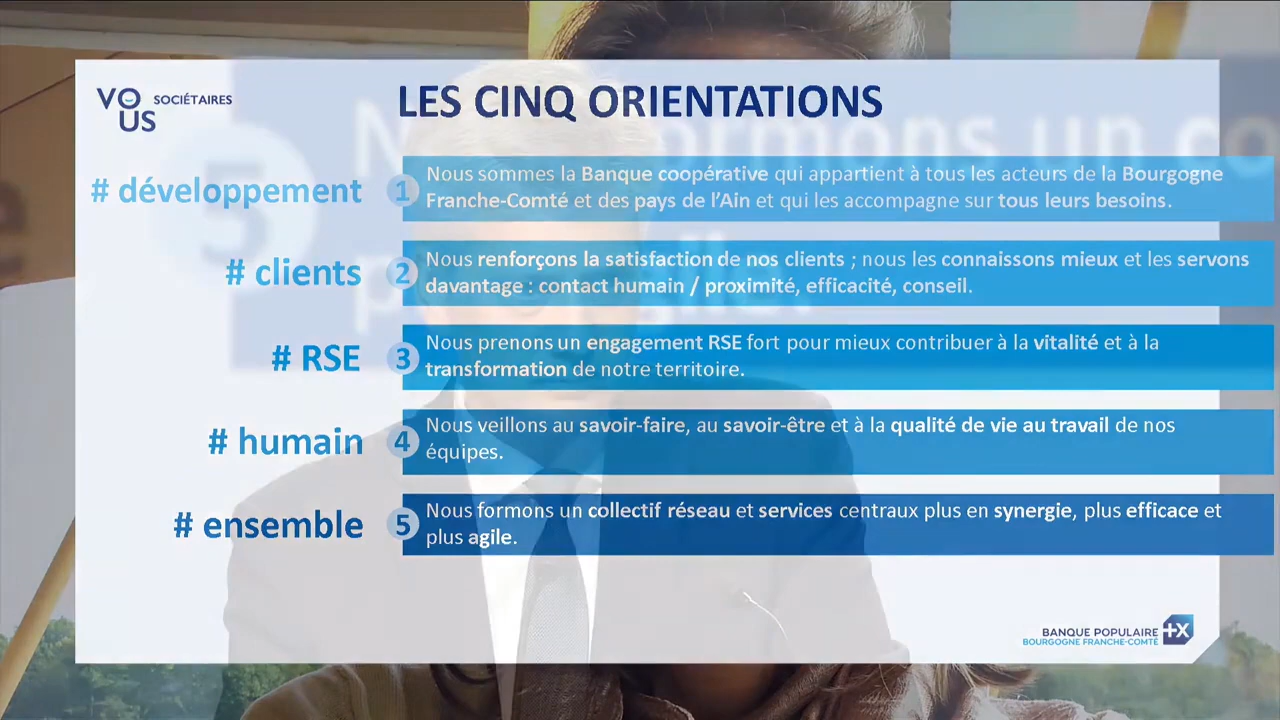 VOUS SOCIÉTAIRES
LES CINQ ORIENTATIONS
# développement
1
Nous sommes la Banque coopérative qui appartient à tous les acteurs de la Bourgogne
Franche-Comté et des pays de l’Ain et qui les accompagne sur tous leurs besoins.
# clients
2
Nous renforçons la satisfaction de nos clients ; nous les connaissons mieux et les servons
davantage : contact humain / proximité, efficacité, conseil.
# RSE
3
Nous prenons un engagement RSE fort pour mieux contribuer à la vitalité et à la
transformation de notre territoire.
# humain
4
Nous veillons au savoir-faire, au savoir-être et à la qualité de vie au travail de nos
équipes.
# ensemble
5
Nous formons un collectif réseau et services centraux plus en synergie, plus efficace et
plus agile.
BANQUE POPULAIRE
BOURGOGNE FRANCHE-COMTÉ